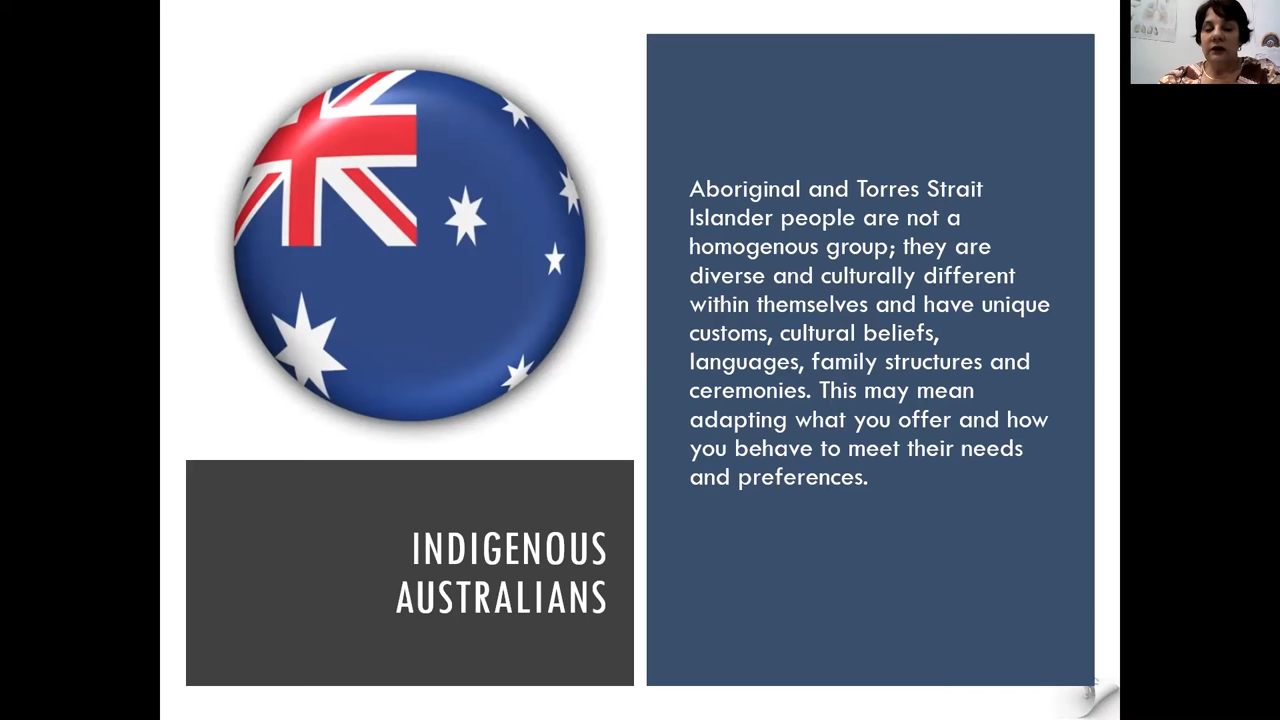 Aboriginal and Torres Strait
Islander people are not a
homogenous group; they are
diverse and culturally different
within themselves and have unique
customs, cultural beliefs,
languages, family structures and
ceremonies. This may mean
adapting what you offer and how
you behave to meet their needs
and preferences.
INDIGENOUS
AUSTRALIANS